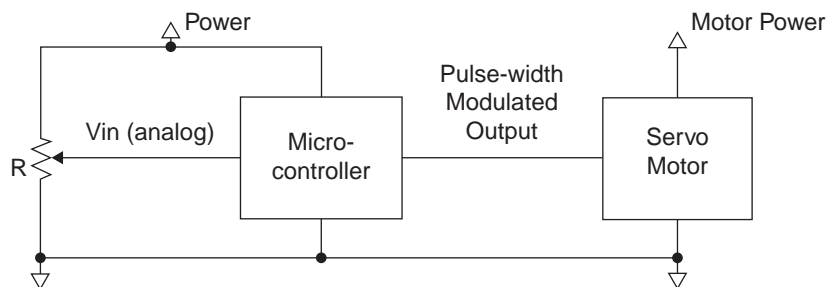 Power
Motor Power
Pulse-width
Modulated
Output
Vin (analog)
R
Micro-
controller
Servo
Motor